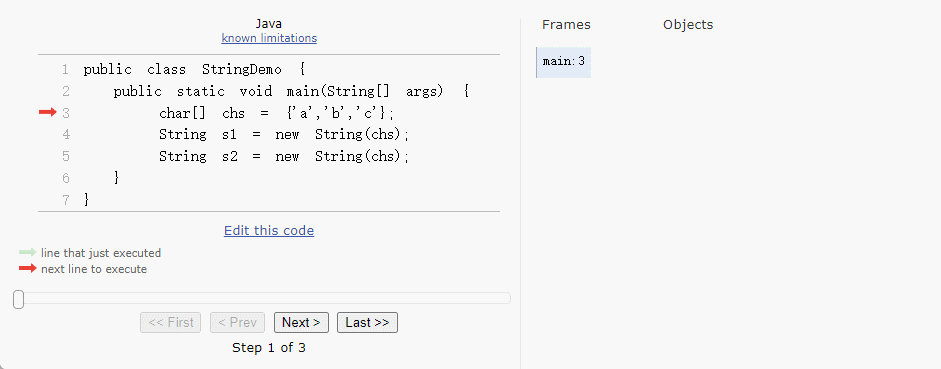 Java
known limitations
1 public class StringDemo {
2 public static void main(String[] args) {
3 char[] chs = {'a','b','c'};
4 String s1 = new String(chs);
5 String s2 = new String(chs);
6 }
7 }
Edit this code
line that just executed
next line to execute
<< First < Prev Next > Last >>
Step 1 of 3
Frames Objects
main:3